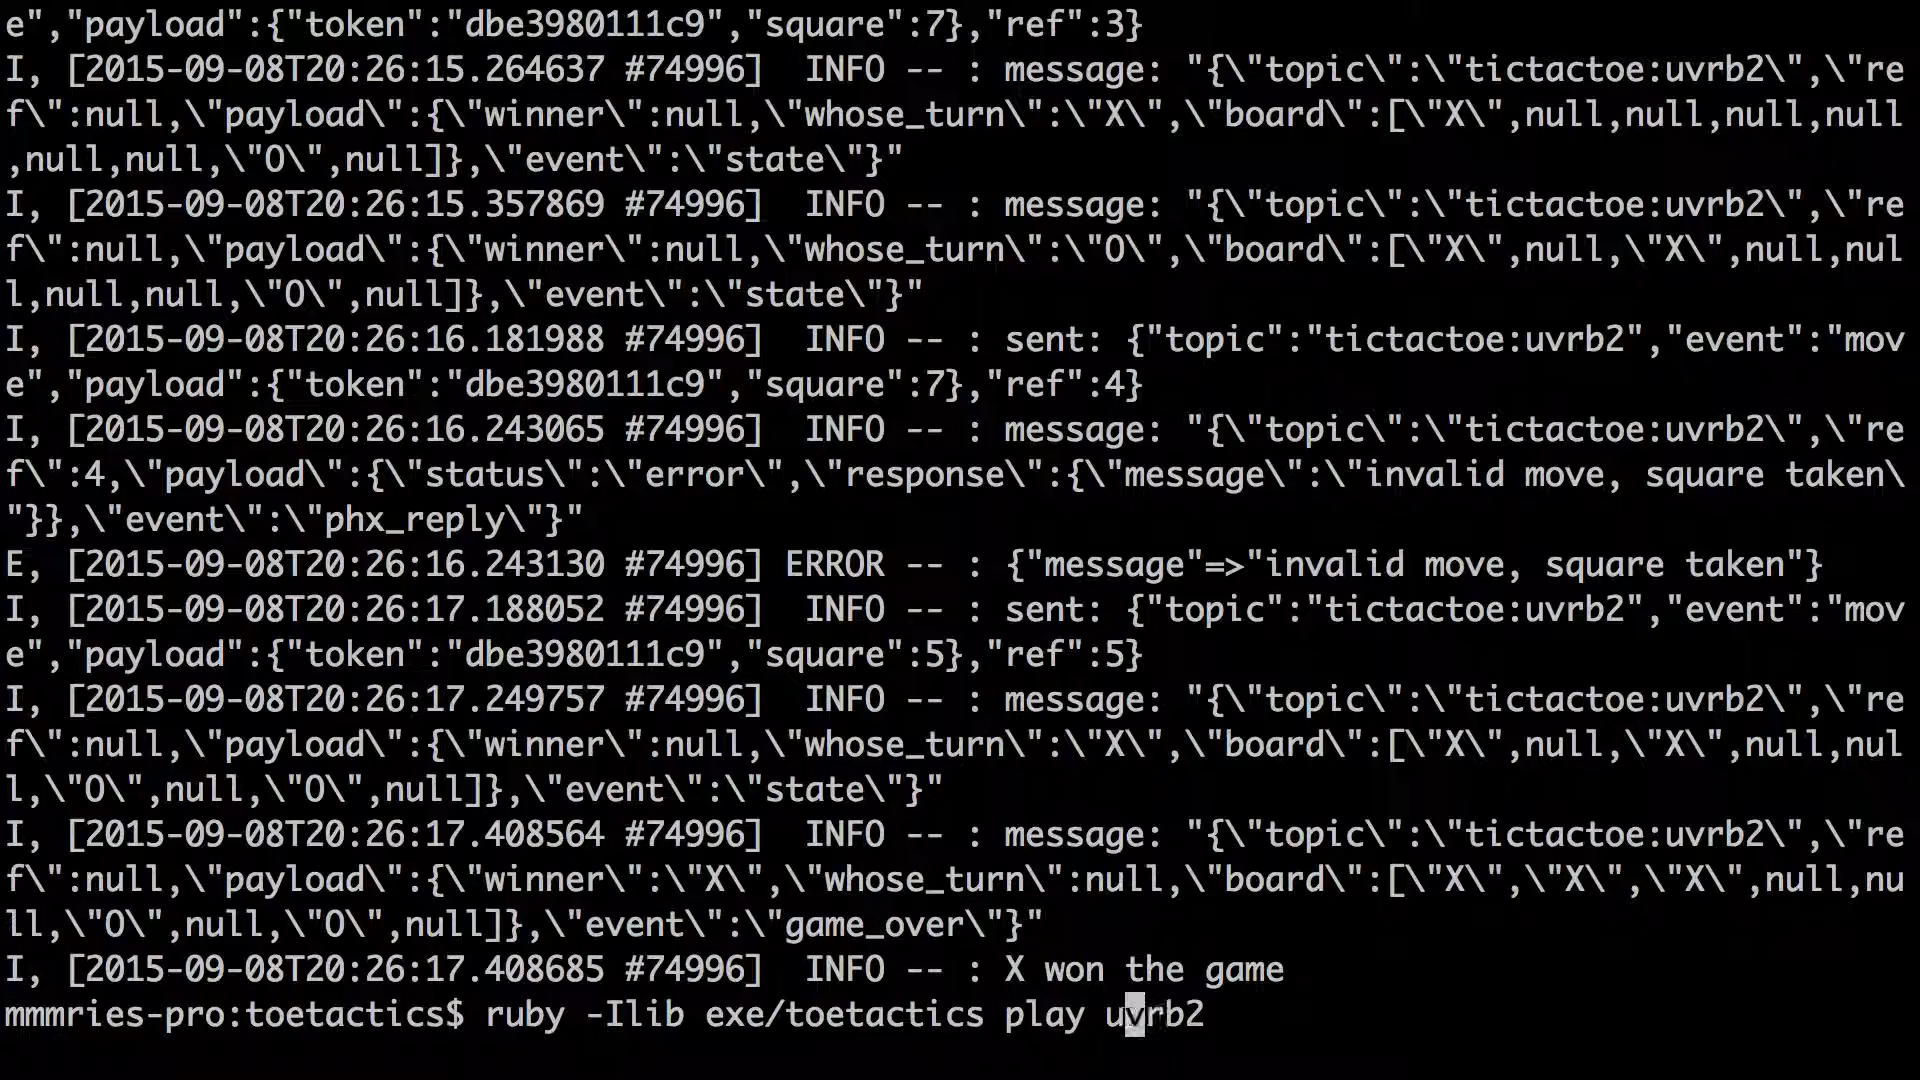 e","payload":{"token":"dbe3980111c9","square":7},"ref":3}
I, [2015-09-08T20:26:15.264637 #74996]  INFO -- : message: "{\"topic\":\"tictactoe:uvrb2\",\"re
f\":null,\"payload\":{\"winner\":null,\"whose_turn\":\"X\",\"board\":[\"X\",null,null,null,null
,null,null,\"O\",null]},\"event\":\"state\"}"
I, [2015-09-08T20:26:15.357869 #74996]  INFO -- : message: "{\"topic\":\"tictactoe:uvrb2\",\"re
f\":null,\"payload\":{\"winner\":null,\"whose_turn\":\"O\",\"board\":[\"X\",null,\"X\",null,nul
l,null,null,\"O\",null]},\"event\":\"state\"}"
I, [2015-09-08T20:26:16.181988 #74996]  INFO -- : sent: {"topic":"tictactoe:uvrb2","event":"mov
e","payload":{"token":"dbe3980111c9","square":7},"ref":4}
I, [2015-09-08T20:26:16.243065 #74996]  INFO -- : message: "{\"topic\":\"tictactoe:uvrb2\",\"re
f\":4,\"payload\":{\"status\":\"error\",\"response\":{\"message\":\"invalid move, square taken\
"}},\"event\":\"phx_reply\"}"
E, [2015-09-08T20:26:16.243130 #74996] ERROR -- : {"message"=>"invalid move, square taken"}
I, [2015-09-08T20:26:17.188052 #74996]  INFO -- : sent: {"topic":"tictactoe:uvrb2","event":"mov
e","payload":{"token":"dbe3980111c9","square":5},"ref":5}
I, [2015-09-08T20:26:17.249757 #74996]  INFO -- : message: "{\"topic\":\"tictactoe:uvrb2\",\"re
f\":null,\"payload\":{\"winner\":null,\"whose_turn\":\"X\",\"board\":[\"X\",null,\"X\",null,nul
l,\"O\",null,\"O\",null]},\"event\":\"state\"}"
I, [2015-09-08T20:26:17.408564 #74996]  INFO -- : message: "{\"topic\":\"tictactoe:uvrb2\",\"re
f\":null,\"payload\":{\"winner\":\"X\",\"whose_turn\":null,\"board\":[\"X\",\"X\",\"X\",null,nu
ll,\"O\",null,\"O\",null]},\"event\":\"game_over\"}"
I, [2015-09-08T20:26:17.408685 #74996]  INFO -- : X won the game
mmmries-pro:toetactics$ ruby -Ilib exe/toetactics play uvrb2